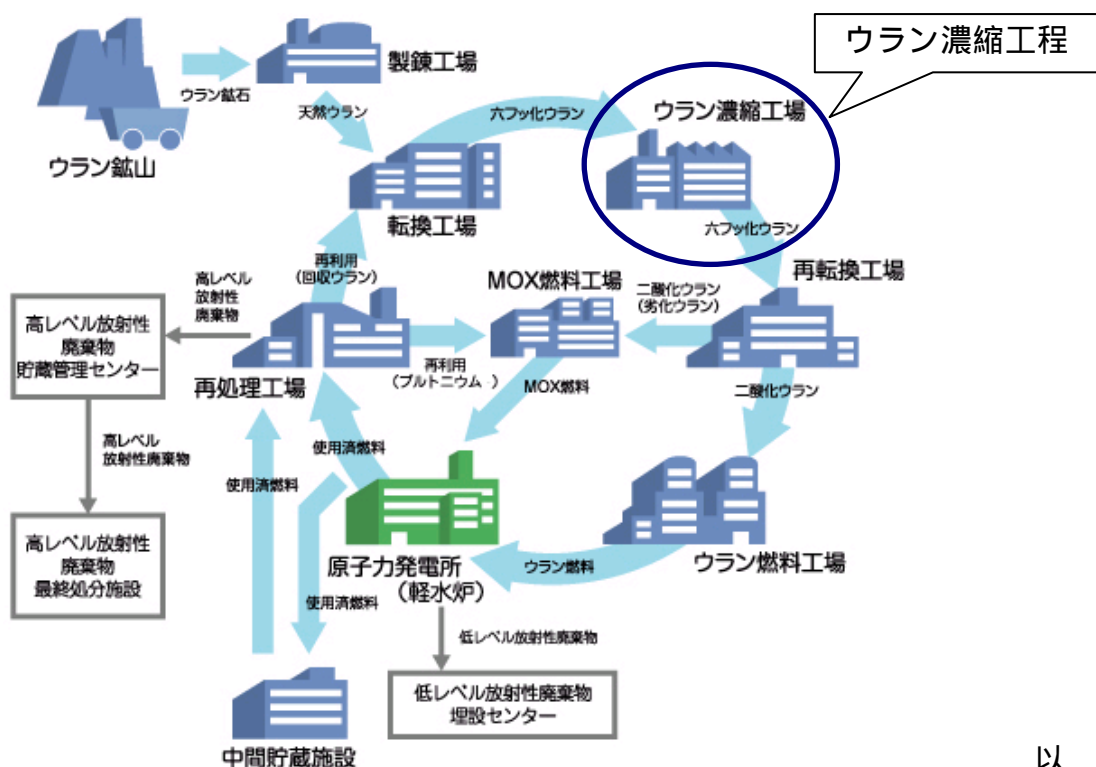 ウラン濃縮工程
製錬工場
ウラン鉱石
ウラン鉱山
天然ウラン
六フッ化ウラン
ウラン濃縮工場
転換工場
六フッ化ウラン
再転換工場
再利用
(回収ウラン)
高レベル
放射性
廃棄物
MOX燃料工場
二酸化ウラン
(劣化ウラン)
高レベル放射性
廃棄物
貯蔵管理センター
再処理工場
再利用
(プルトニウム)
MOX燃料
二酸化ウラン
高レベル
放射性廃棄物
使用済燃料
使用済燃料
高レベル放射性
廃棄物
最終処分施設
原子力発電所
(軽水炉)
ウラン燃料
ウラン燃料工場
使用済燃料
低レベル放射性廃棄物
低レベル放射性廃棄物
埋設センター
中間貯蔵施設
以